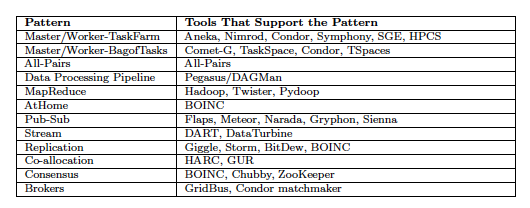 Pattern Tools That Support the Pattern
Master/Worker-TaskFarm Aneka, Nimrod, Condor, Symphony, SGE, HPCS
Master/Worker-BagofTasks Comet-G, TaskSpace, Condor, TSpaces
All-Pairs All-Pairs
Data Processing Pipeline Pegasus/DAGMan
MapReduce Hadoop, Twister, Pydoop
AtHome BOINC
Pub-Sub Flaps, Meteor, Narada, Gryphon, Sienna
Stream DART, DataTurbine
Replication Giggle, Storm, BitDew, BOINC
Co-allocation HARC, GUR
Consensus BOINC, Chubby, ZooKeeper
Brokers GridBus, Condor matchmaker